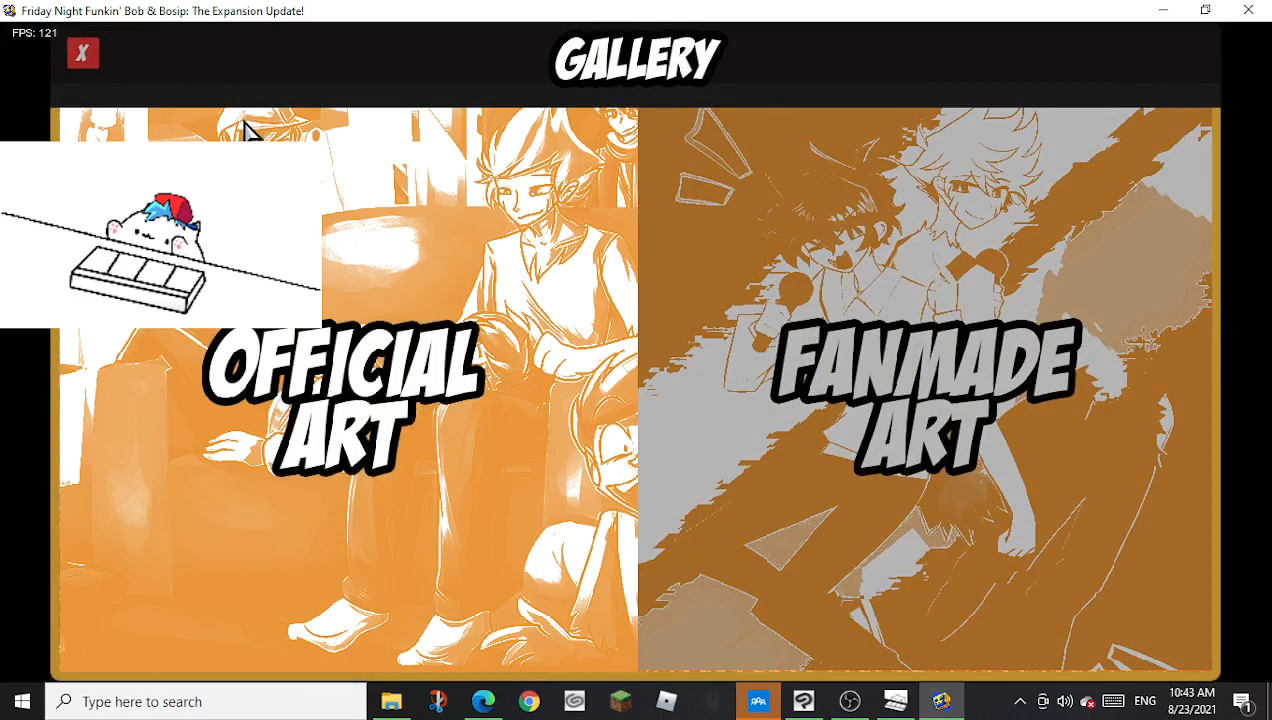 Friday Night Funkin' Bob & Bosip: The Expansion Update!
FPS: 121
X
GALLERY
OFFICIAL
ART
FANMADE
ART
Type here to search
ENG
10:43 AM
8/23/2021
1